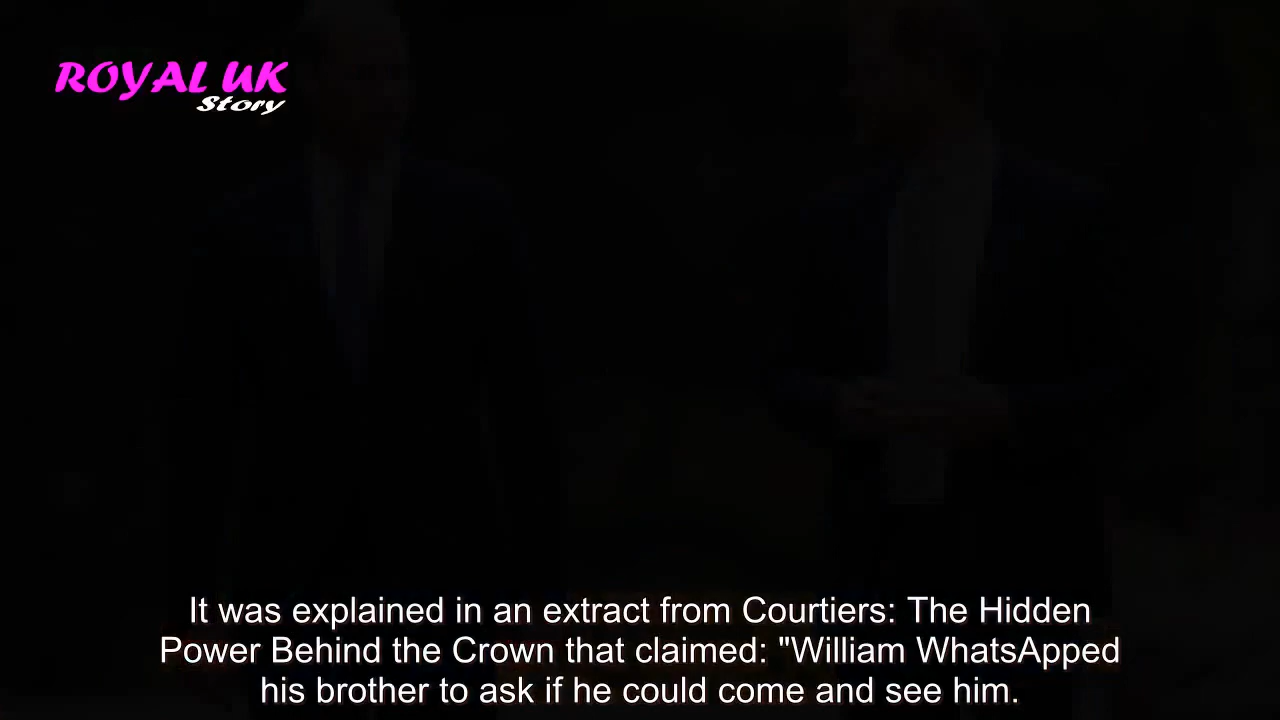 ROYAL UK
Story
It was explained in an extract from Courtiers: The Hidden
Power Behind the Crown that claimed: "William WhatsApped
his brother to ask if he could come and see him.